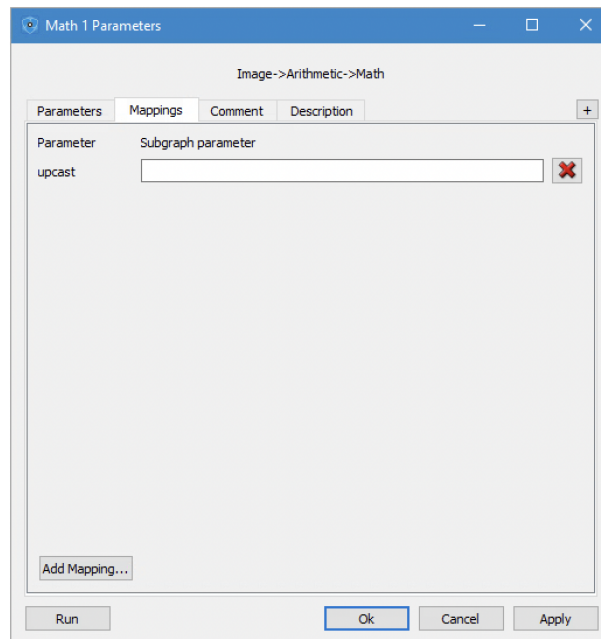 Math 1 Parameters
Image->Arithmetic->Math
Parameters Mappings Comment Description +
Parameter Subgraph parameter
upcast
Add Mapping...
Run Ok Cancel Apply